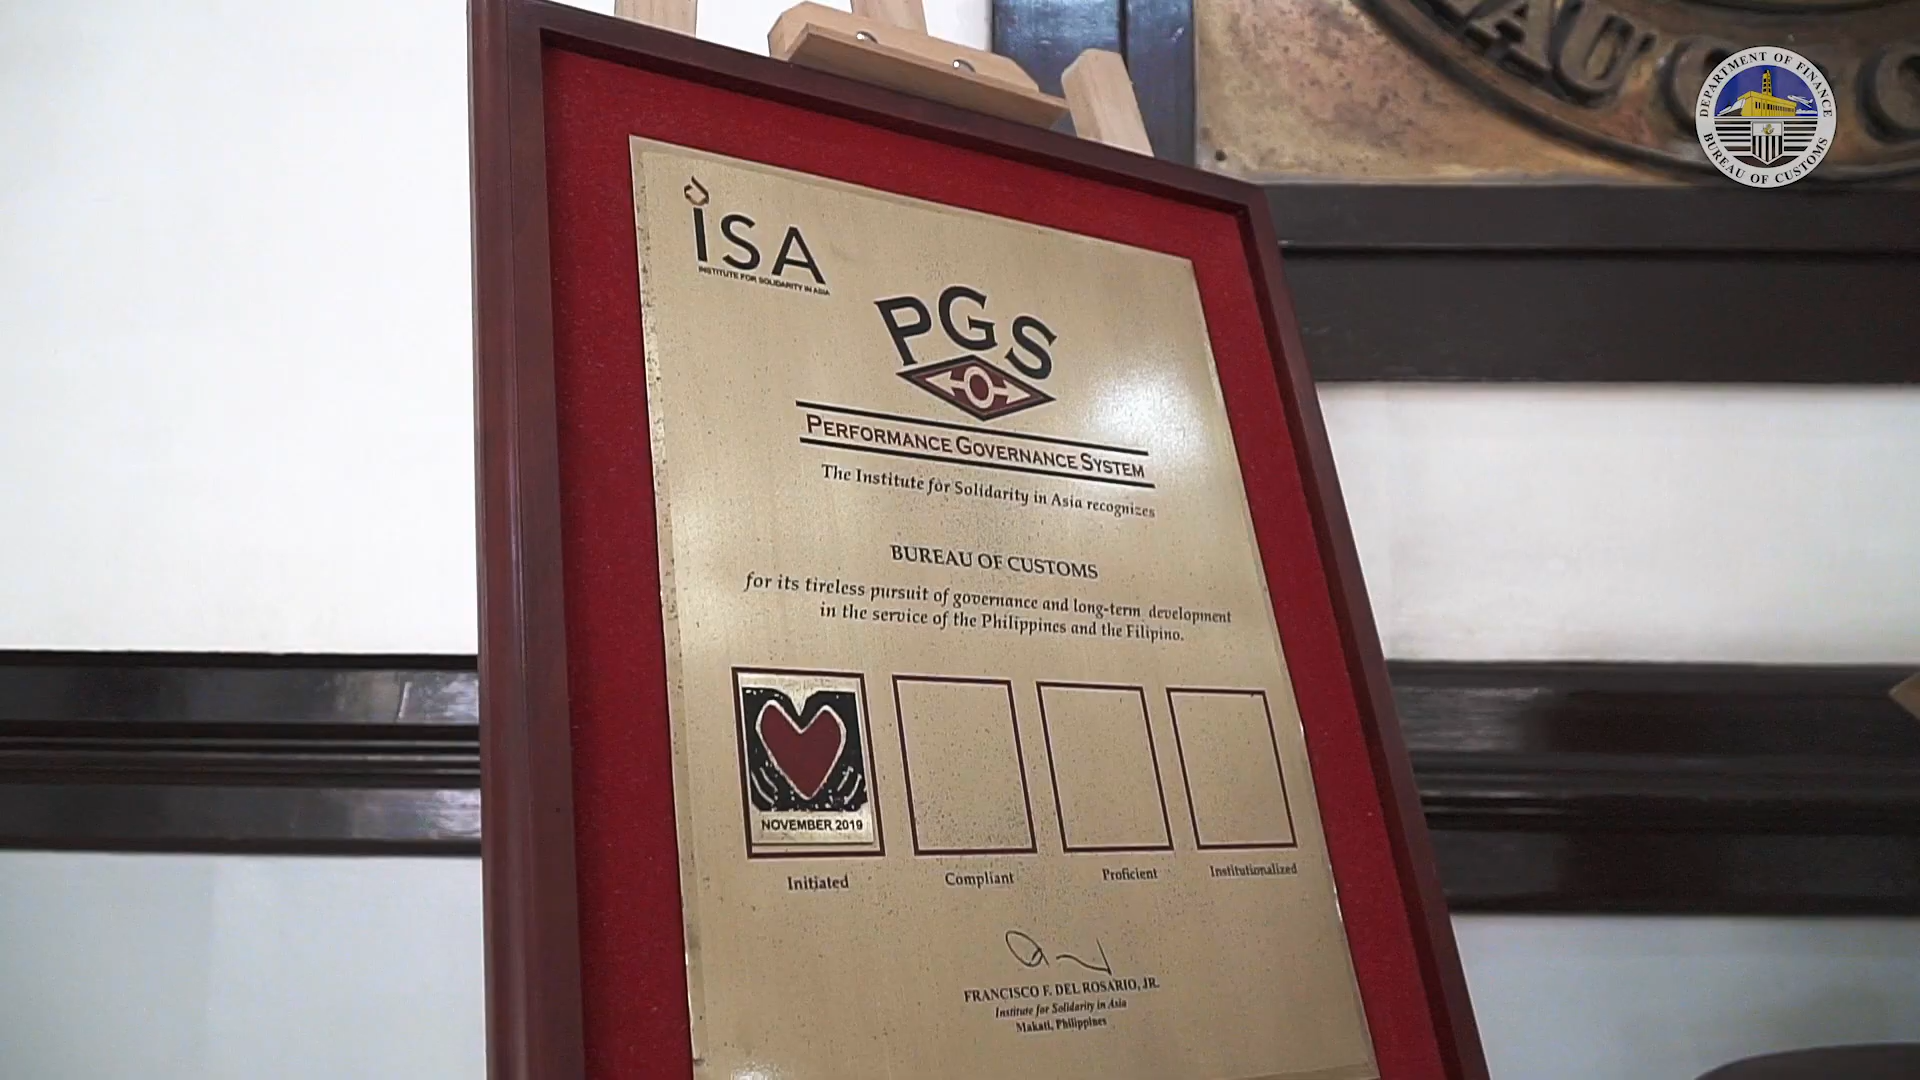 DEPARTMENT OF FINANCE
BUREAU OF CUSTOMS
AU
iSA
INSTITUTE FOR SOLIDARITY IN ASIA
PGS
PERFORMANCE GOVERNANCE SYSTEM
The Institute for Solidarity in Asia recognizes
BUREAU OF CUSTOMS
for its tireless pursuit of governance and long-term development
in the service of the Philippines and the Filipino.
NOVEMBER 2019
Initiated
Compliant
Proficient
Institutionalized
FRANCISCO F. DEL ROSARIO, JR.
Institute for Solidarity in Asia
Makati, Philippines